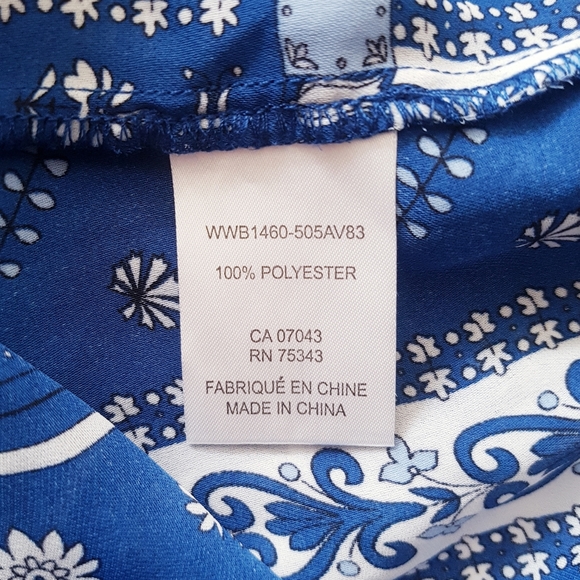 WWB1460-505AV83
100% POLYESTER
CA 07043
RN 75343
FABRIQUÉ EN CHINE
MADE IN CHINA